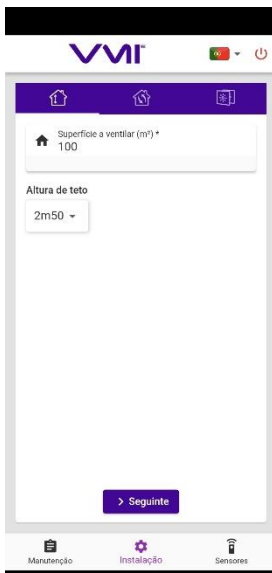 VMI
Superfície a ventilar (m²) *
100
Altura de teto
2m50
Seguinte
Manutenção Instalação Sensores